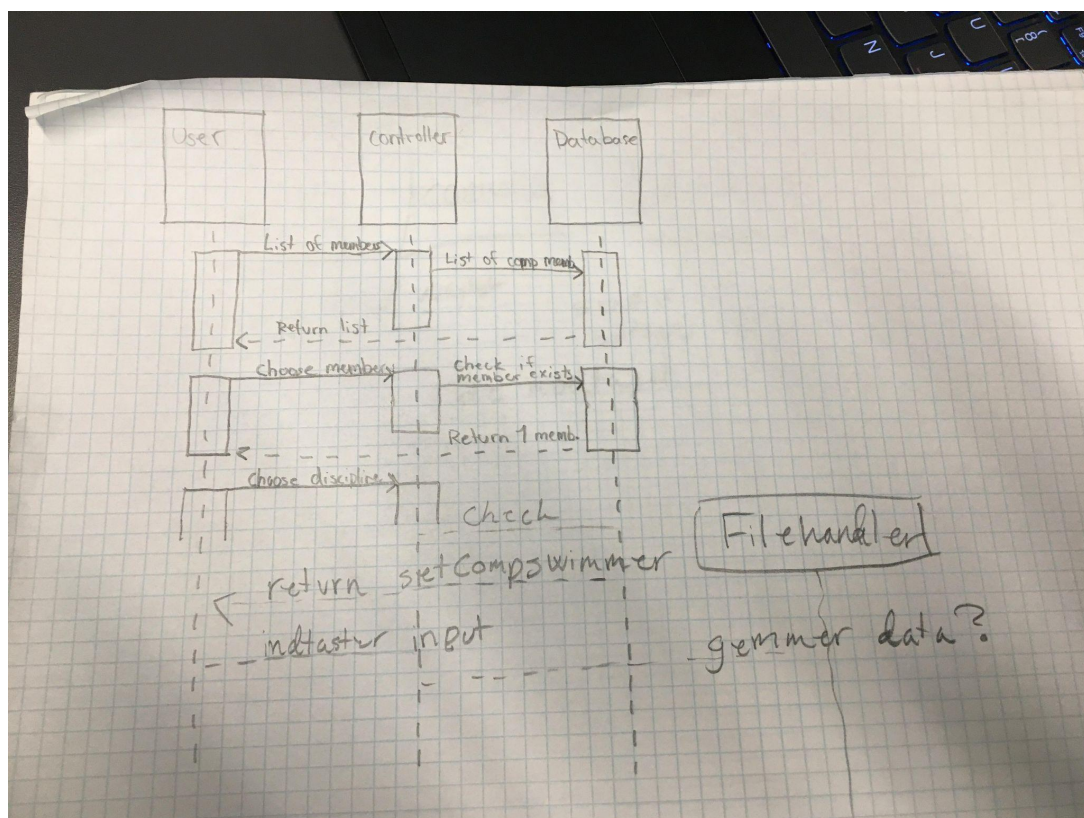 User
Controller
Database
List of members
List of comp memb.
Return list
Choose members
Check if
member exists
Return 1 memb.
Choose discipline
Check
Filehandler
return setCompSwimmer
indtaster input
gemmer data?